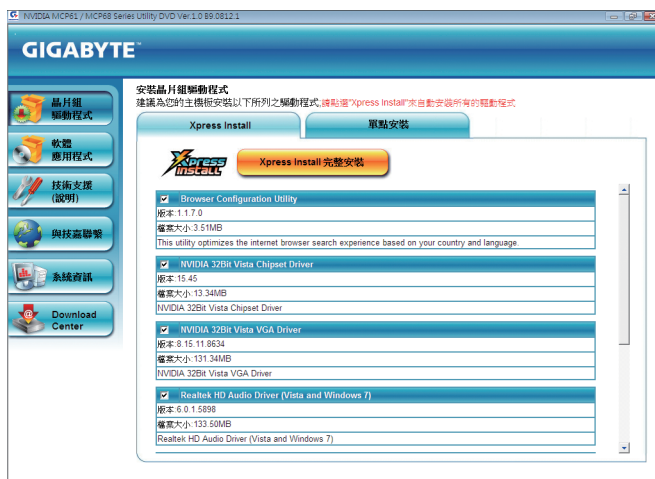 NVIDIA MCP61 / MCP68 Series Utility DVD Ver.1.0 B9.0812.1
GIGABYTE™
安裝晶片組驅動程式
建議為您的主機板安裝以下所列之驅動程式;請點選"Xpress Install"來自動安裝所有的驅動程式
Xpress Install
單點安裝
晶片組
驅動程式
軟體
應用程式
技術支援
(說明)
與技嘉聯繫
系統資訊
Download
Center
Xpress
INSTALL
Xpress Install 完整安裝
Browser Configuration Utility
版本:1.1.7.0
檔案大小:3.51MB
This utility optimizes the internet browser search experience based on your country and language.
NVIDIA 32Bit Vista Chipset Driver
版本:15.45
檔案大小:13.34MB
NVIDIA 32Bit Vista Chipset Driver
NVIDIA 32Bit Vista VGA Driver
版本:8.15.11.8634
檔案大小:131.34MB
NVIDIA 32Bit Vista VGA Driver
Realtek HD Audio Driver (Vista and Windows 7)
版本:6.0.1.5898
檔案大小:133.50MB
Realtek HD Audio Driver (Vista and Windows 7)